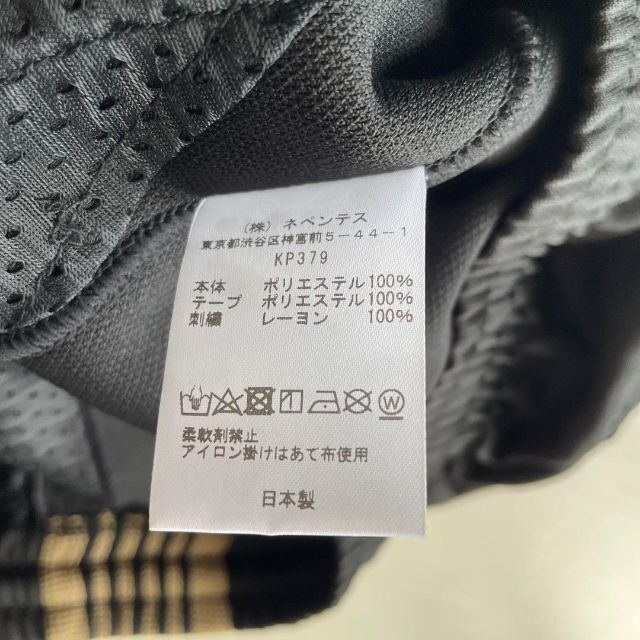 （株）ネペンテス
東京都渋谷区神宮前5－44－1
KP379
本体 ポリエステル100%
テープ ポリエステル100%
刺繍 レーヨン 100%
W
柔軟剤禁止
アイロン掛けはあて布使用
日本製